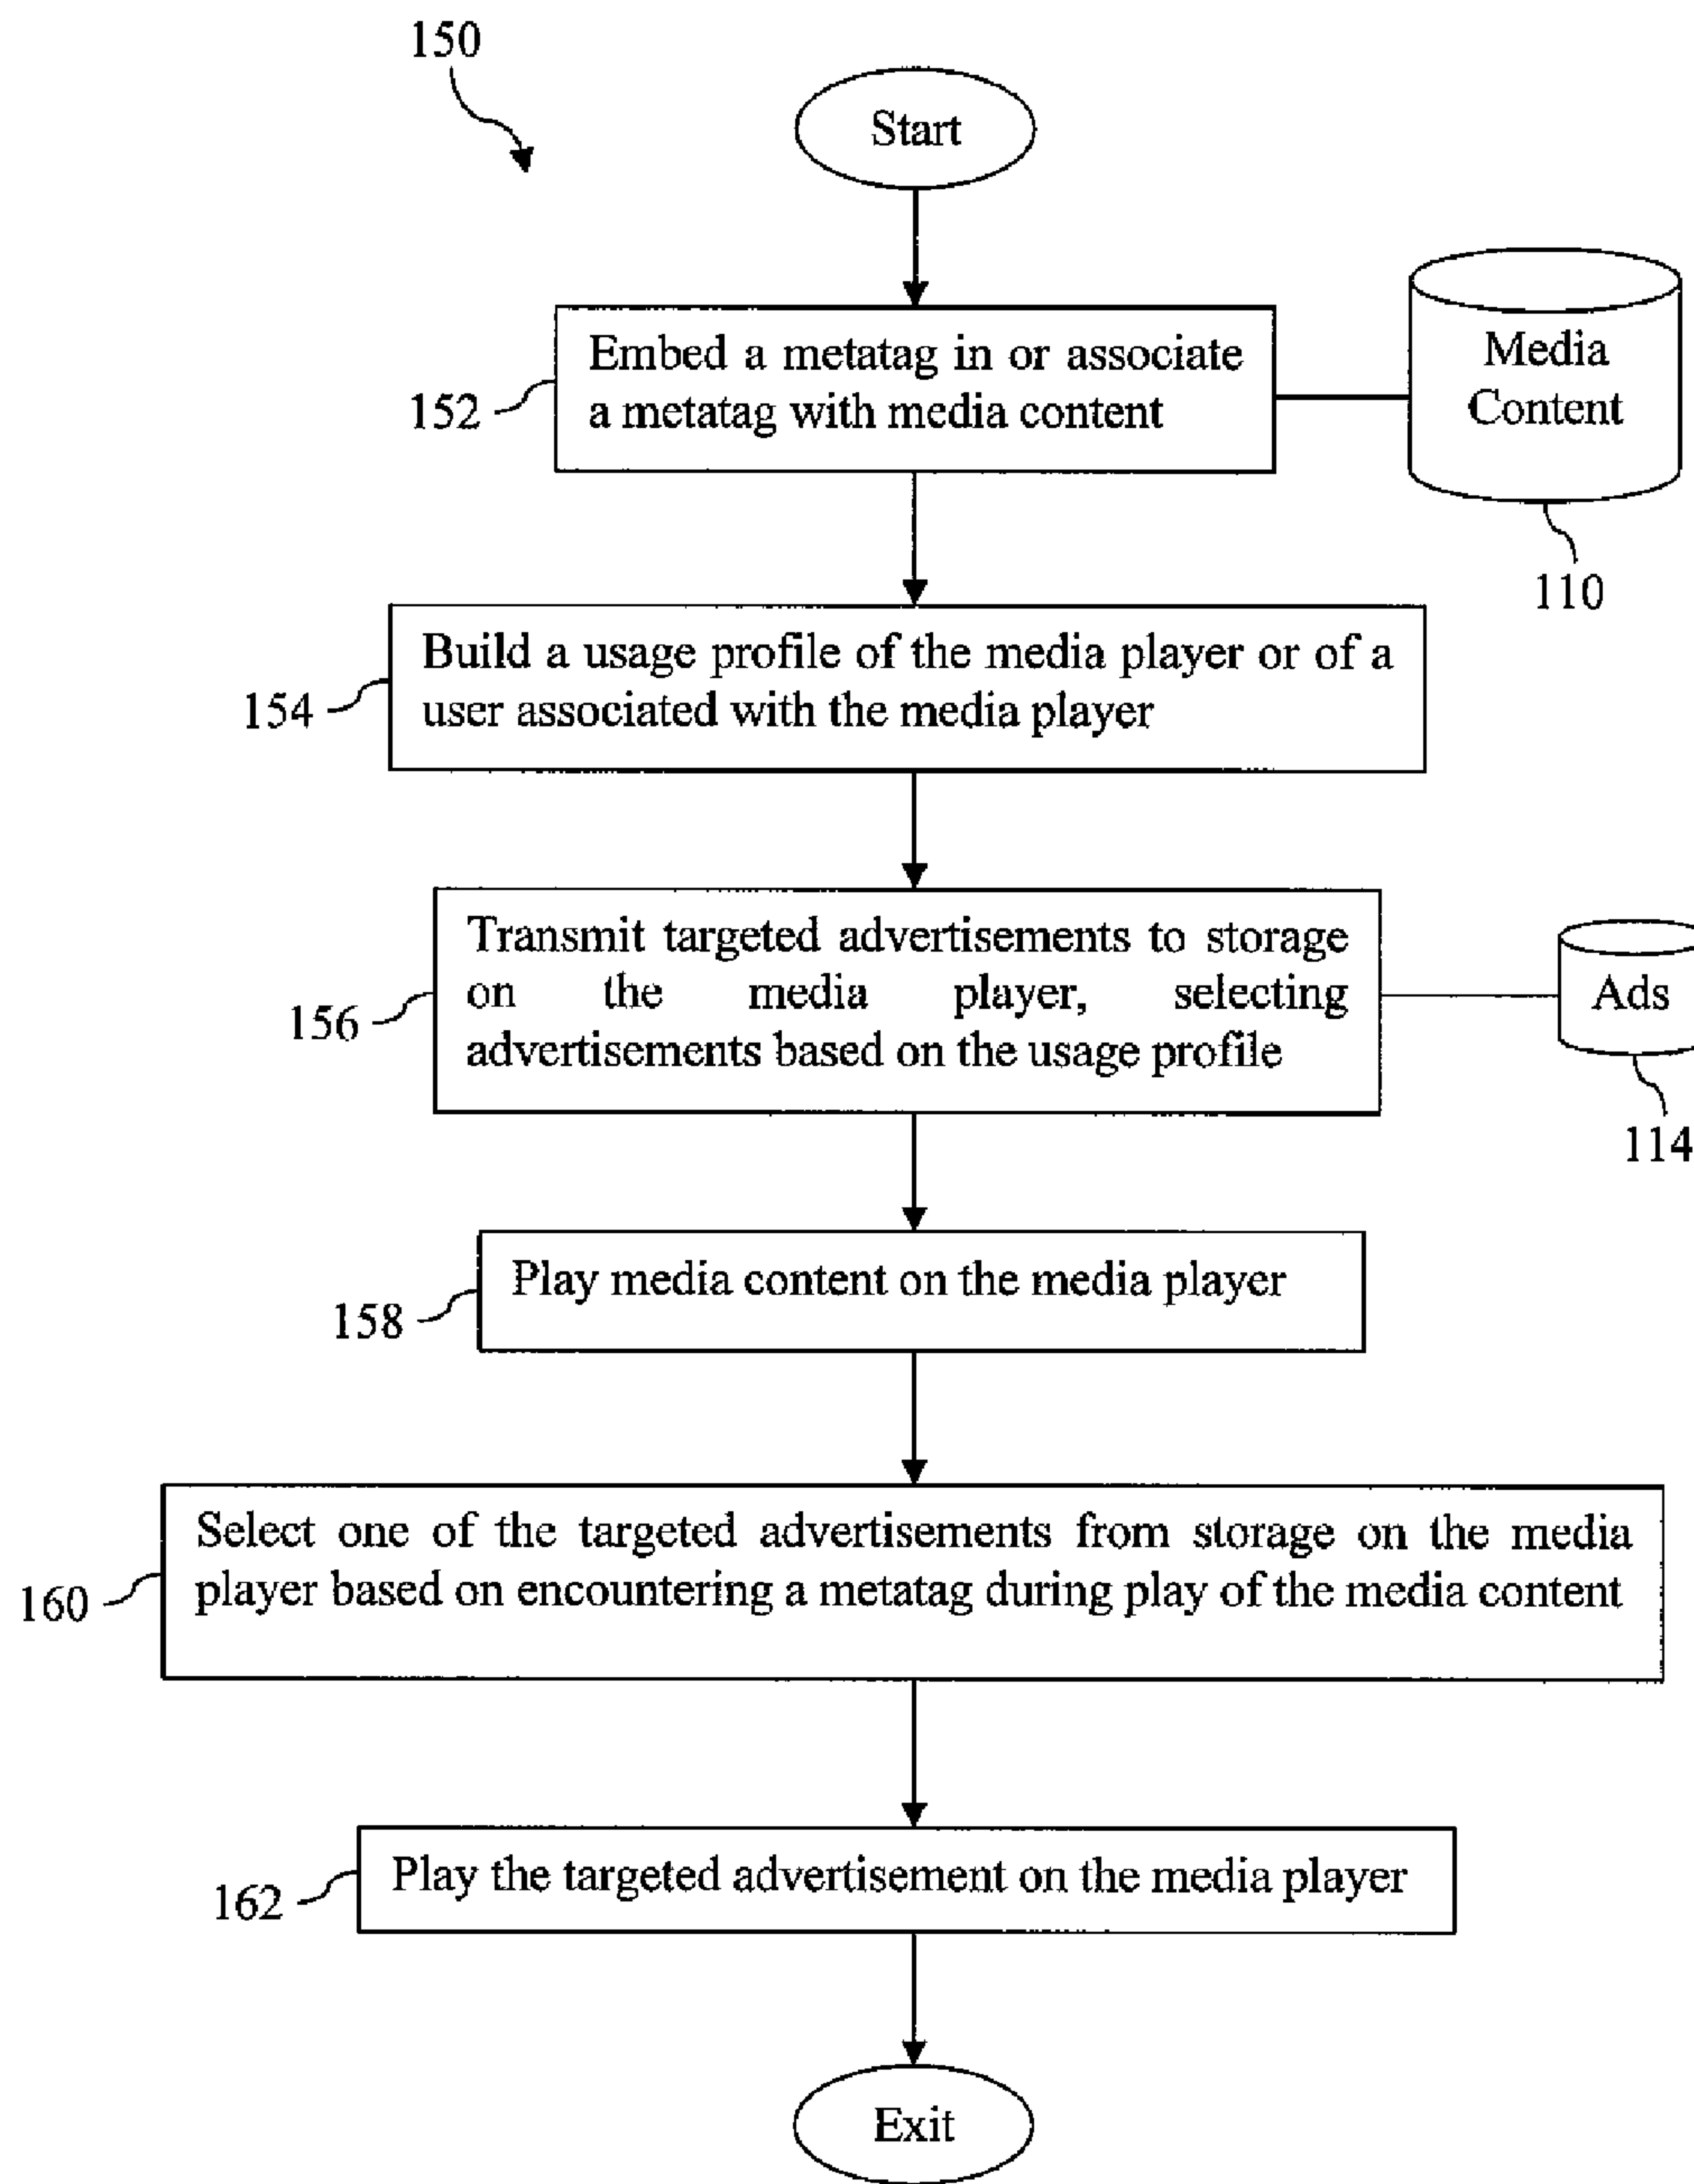 150
Start
Embed a metatag in or associate
a metatag with media content
152
Media
Content
110
Build a usage profile of the media player or of a
user associated with the media player
154
Transmit targeted advertisements to storage
on the media player, selecting
advertisements based on the usage profile
156
Ads
114
Play media content on the media player
158
Select one of the targeted advertisements from storage on the media
player based on encountering a metatag during play of the media content
160
Play the targeted advertisement on the media player
162
Exit